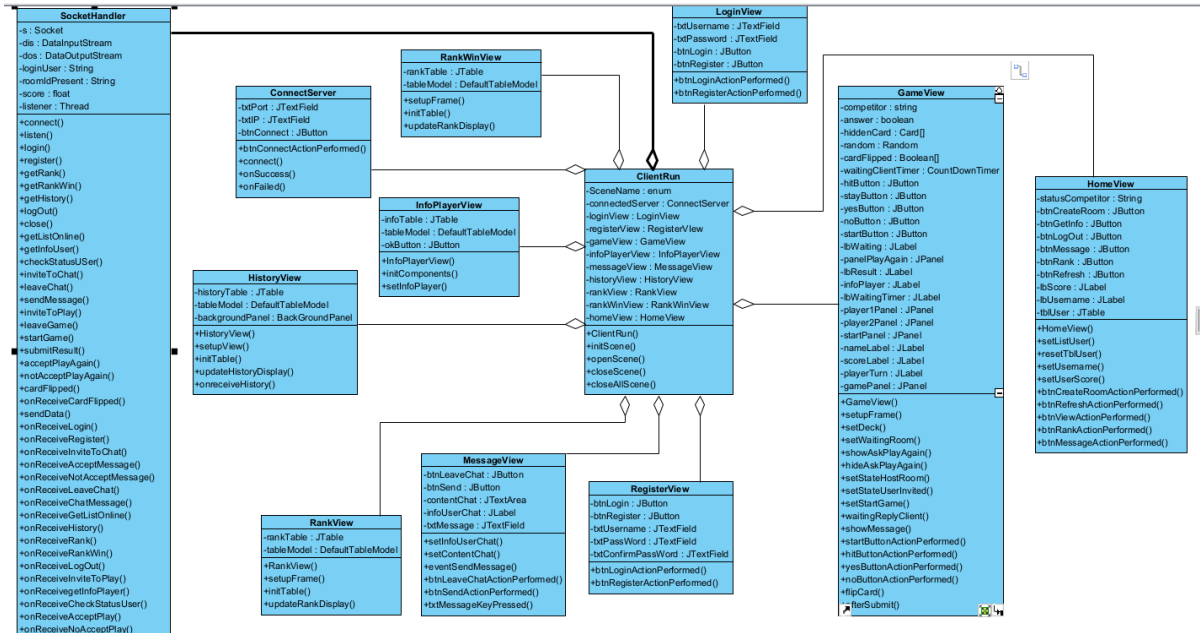 SocketHandler
-s : Socket
-dis : DataInputStream
-dos : DataOutputStream
-loginUser : String
-roomIdPresent : String
-score : float
-listener : Thread
+connect()
+listen()
+login()
+register()
+getRank()
+getRankWin()
+getHistory()
+logOut()
+close()
+getListOnline()
+getInfoUser()
+checkStatusUSer()
+inviteToChat()
+leaveChat()
+sendMessage()
+inviteToPlay()
+leaveGame()
+startGame()
+submitResult()
+acceptPlayAgain()
+notAcceptPlayAgain()
+cardFlipped()
+onReceiveCardFlipped()
+sendData()
+onReceiveLogin()
+onReceiveRegister()
+onReceiveInviteToChat()
+onReceiveAcceptMessage()
+onReceiveNotAcceptMessage()
+onReceiveLeaveChat()
+onReceiveChatMessage()
+onReceiveGetListOnline()
+onReceiveHistory()
+onReceiveRank()
+onReceiveRankWin()
+onReceiveLogOut()
+onReceiveInviteToPlay()
+onReceivegetInfoPlayer()
+onReceiveCheckStatusUser()
+onReceiveAcceptPlay()
+onReceiveNoAcceptPlay()
ConnectServer
-txtPort : JTextField
-txtIP : JTextField
-btnConnect : JButton
+btnConnectActionPerformed()
+connect()
+onSuccess()
+onFailed()
RankWinView
-rankTable : JTable
-tableModel : DefaultTableModel
+setupFrame()
+initTable()
+updateRankDisplay()
LoginView
-txtUsername : JTextField
-txtPassword : JTextField
-btnLogin : JButton
-btnRegister : JButton
+btnLoginActionPerformed()
+btnRegisterActionPerformed()
InfoPlayerView
-infoTable : JTable
-tableModel : DefaultTableModel
-okButton : JButton
+InfoPlayerView()
+initComponents()
+setInfoPlayer()
HistoryView
-historyTable : JTable
-tableModel : DefaultTableModel
-backgroundPanel : BackGroundPanel
+HistoryView()
+setupView()
+initTable()
+updateHistoryDisplay()
+onreceiveHistory()
ClientRun
-SceneName : enum
-connectedServer : ConnectServer
-loginView : LoginView
-registerView : RegisterVIew
-gameView : GameView
-infoPlayerView : InfoPlayerView
-messageView : MessageView
-historyView : HistoryView
-rankView : RankView
-rankWinView : RankWinView
-homeView : HomeView
+ClientRun()
+initScene()
+openScene()
+closeScene()
+closeAllScene()
GameView
-competitor : string
-answer : boolean
-hiddenCard : Card[]
-random : Random
-cardFlipped : Boolean[]
-waitingClientTimer : CountDownTimer
-hitButton : JButton
-stayButton : JButton
-yesButton : JButton
-noButton : JButton
-startButton : JButton
-lbWaiting : JLabel
-panelPlayAgain : JPanel
-lbResult : JLabel
-infoPlayer : JLabel
-lbWaitingTimer : JLabel
-player1Panel : JPanel
-player2Panel : JPanel
-startPanel : JPanel
-nameLabel : JLabel
-scoreLabel : JLabel
-playerTurn : JLabel
-gamePanel : JPanel
+GameView()
+setupFrame()
+setDeck()
+setWaitingRoom()
+showAskPlayAgain()
+hideAskPlayAgain()
+setStateHostRoom()
+setStateUserInvited()
+setStartGame()
+waitingReplyClient()
+showMessage()
+startButtonActionPerformed()
+hitButtonActionPerformed()
+yesButtonActionPerformed()
+noButtonActionPerformed()
+flipCard()
fterSubmit()
HomeView
-statusCompetitor : String
-btnCreateRoom : JButton
-btnGetInfo : JButton
-btnLogOut : JButton
-btnMessage : JButton
-btnRank : JButton
-btnRefresh : JButton
-lbScore : JLabel
-lbUsername : JLabel
-tblUser : JTable
+HomeView()
+setListUser()
+resetTblUser()
+setUsername()
+setUserScore()
+btnCreateRoomActionPerformed()
+btnRefreshActionPerformed()
+btnViewActionPerformed()
+btnRankActionPerformed()
+btnMessageActionPerformed()
RankView
-rankTable : JTable
-tableModel : DefaultTableModel
+RankView()
+setupFrame()
+initTable()
+updateRankDisplay()
MessageView
-btnLeaveChat : JButton
-btnSend : JButton
-contentChat : JTextArea
-infoUserChat : JLabel
-txtMessage : JTextField
+setInfoUserChat()
+setContentChat()
+eventSendMessage()
+btnLeaveChatActionPerformed()
+btnSendActionPerformed()
+txtMessageKeyPressed()
RegisterView
-btnLogin : JButton
-btnRegister : JButton
-txtUsername : JTextField
-txtPassWord : JTextField
-txtConfirmPassWord : JTextField
+btnLoginActionPerformed()
+btnRegisterActionPerformed()